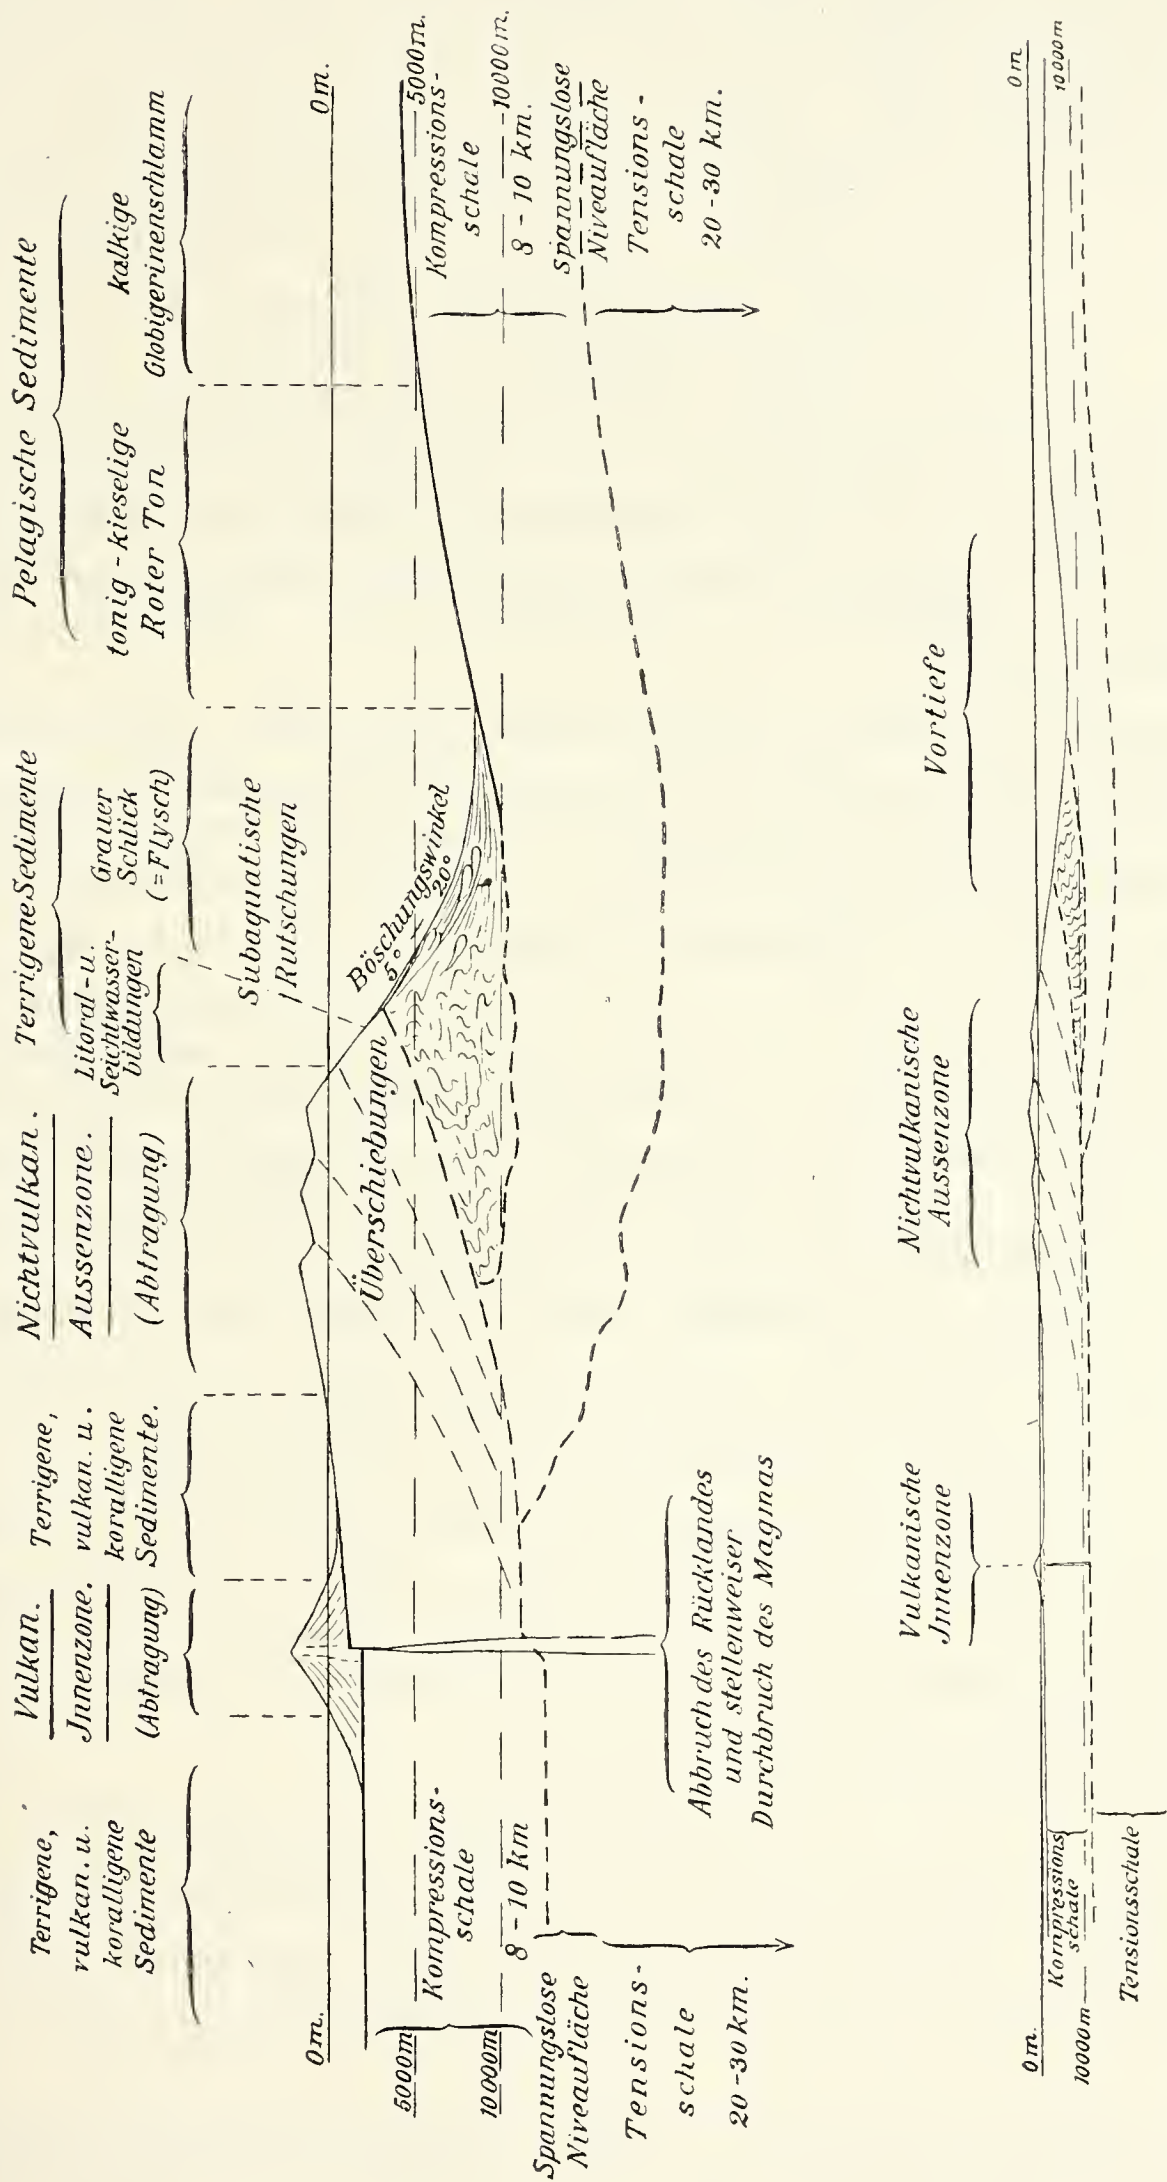 Terrigene,
vulkan. u.
koralligene
Sedimente
Vulkan.
Jnnenzone.
(Abtragung)
Terrigene,
vulkan. u.
koralligene
Sedimente.
Nichtvulkan.
Aussenzone.
(Abtragung)
Terrigene Sedimente
Litoral- u.
Seichtwasser-
bildungen
Grauer
Schlick
(=Flysch)
Pelagische Sedimente
tonig-kieselige
Roter Ton
kalkige
Globigerinenschlamm
0 m.
0 m.
Subaquatische
Rutschungen
Böschungswinkel
5°
20°
Überschiebungen
5000m
10000m
Kompressions-
schale
8-10 km
Spannungslose
Niveaufläche
Tensions-
schale
20-30 km.
Abbruch des Rücklandes
und stellenweiser
Durchbruch des Magmas
5000m.
Kompressions-
schale
10000m.
8-10 km.
Spannungslose
Niveaufläche
Tensions-
schale
20-30 km.
Vulkanische
Jnnenzone
Nichtvulkanische
Aussenzone
Vortiefe
0 m.
0 m.
10000m
10000m
Kompressions
schale
Tensionsschale